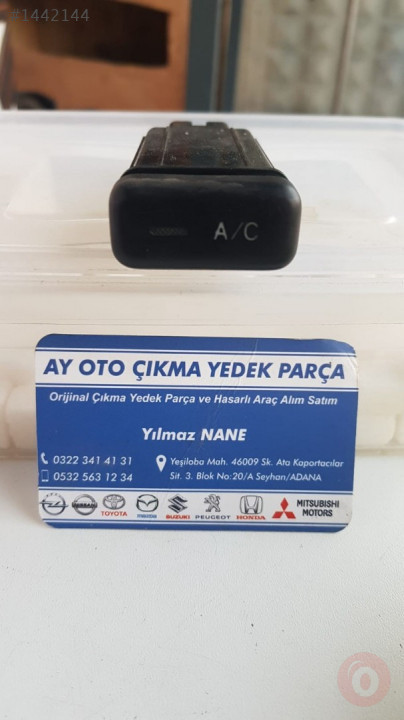 #1442144
A/C
AY OTO ÇIKMA YEDEK PARÇA
Orijinal Çıkma Yedek Parça ve Hasarlı Araç Alım Satım
Yılmaz NANE
0322 341 41 31
0532 563 12 34
Yeşiloba Mah. 46009 Sk. Ata Kaportacılar
Sit. 3. Blok No:20/A Seyhan/ADANA
NISSAN
TOYOTA
mazda
SUZUKI
PEUGEOT
HONDA
MITSUBISHI
MOTORS